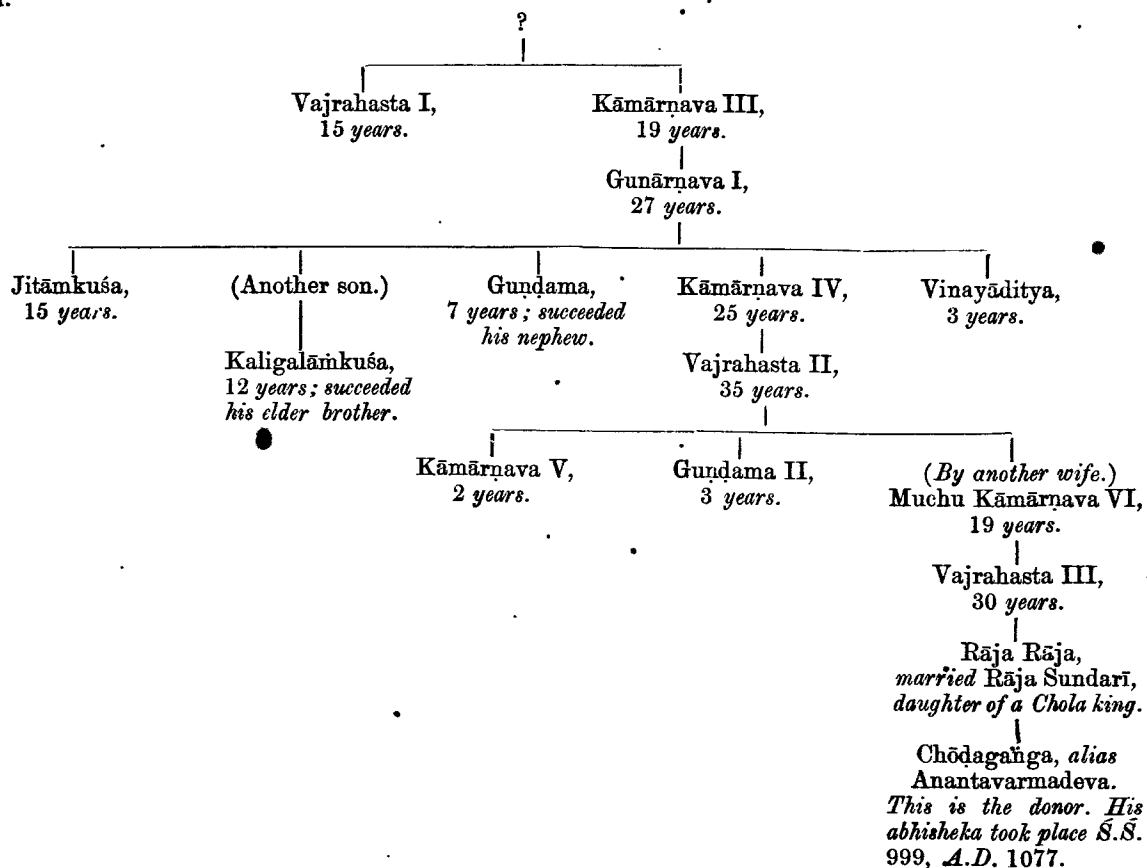 ?
Vajrahasta I,
15 years.
Kāmārṇava III,
19 years.
Gunārṇava I,
27 years.
Jitāmkuśa,
15 years.
(Another son.)
Kaligalāṁkuśa,
12 years; succeeded
his elder brother.
Guṇḍama,
7 years; succeeded
his nephew.
Kāmārṇava IV,
25 years.
Vinayāditya,
3 years.
Vajrahasta II,
35 years.
Kāmārṇava V,
2 years.
Guṇḍama II,
3 years.
(By another wife.)
Muchu Kāmārṇava VI,
19 years.
Vajrahasta III,
30 years.
Rāja Rāja,
married Rāja Sundarī,
daughter of a Chola king.
Chōḍagaṅga, alias
Anantavarmadeva.
This is the donor. His
abhisheka took place Ś.Ś.
999, A.D. 1077.